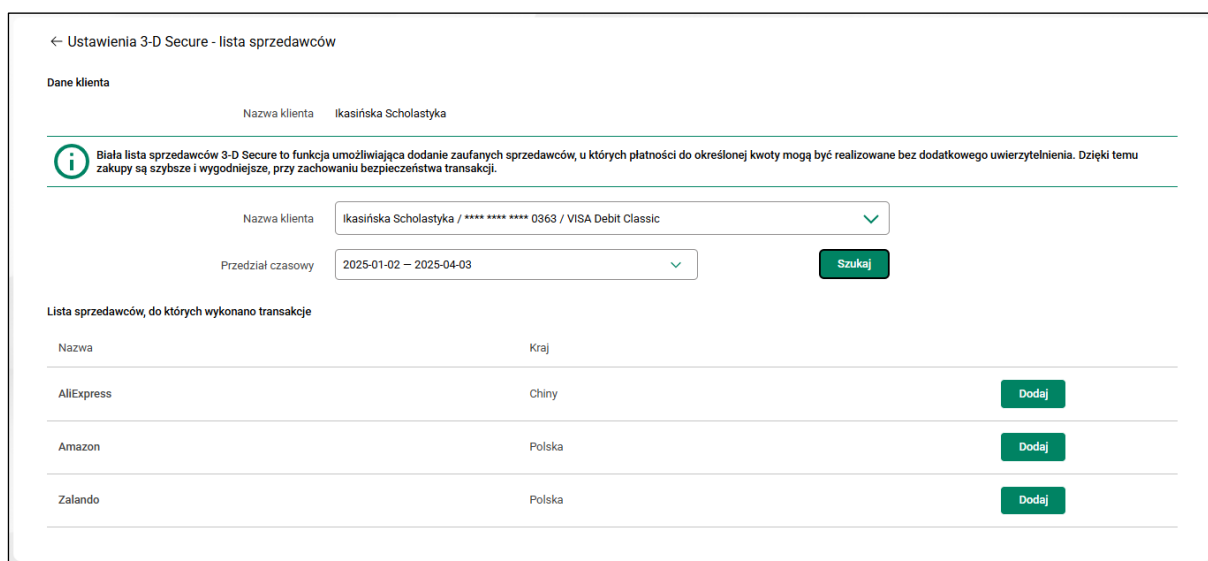 ← Ustawienia 3-D Secure - lista sprzedawców
Dane klienta
Nazwa klienta Ikasińska Scholastyka
Biała lista sprzedawców 3-D Secure to funkcja umożliwiająca dodanie zaufanych sprzedawców, u których płatności do określonej kwoty mogą być realizowane bez dodatkowego uwierzytelnienia. Dzięki temu
zakupy są szybsze i wygodniejsze, przy zachowaniu bezpieczeństwa transakcji.
Nazwa klienta Ikasińska Scholastyka / **** **** **** 0363 / VISA Debit Classic
Przedział czasowy 2025-01-02 — 2025-04-03 Szukaj
Lista sprzedawców, do których wykonano transakcje
Nazwa Kraj
AliExpress Chiny Dodaj
Amazon Polska Dodaj
Zalando Polska Dodaj